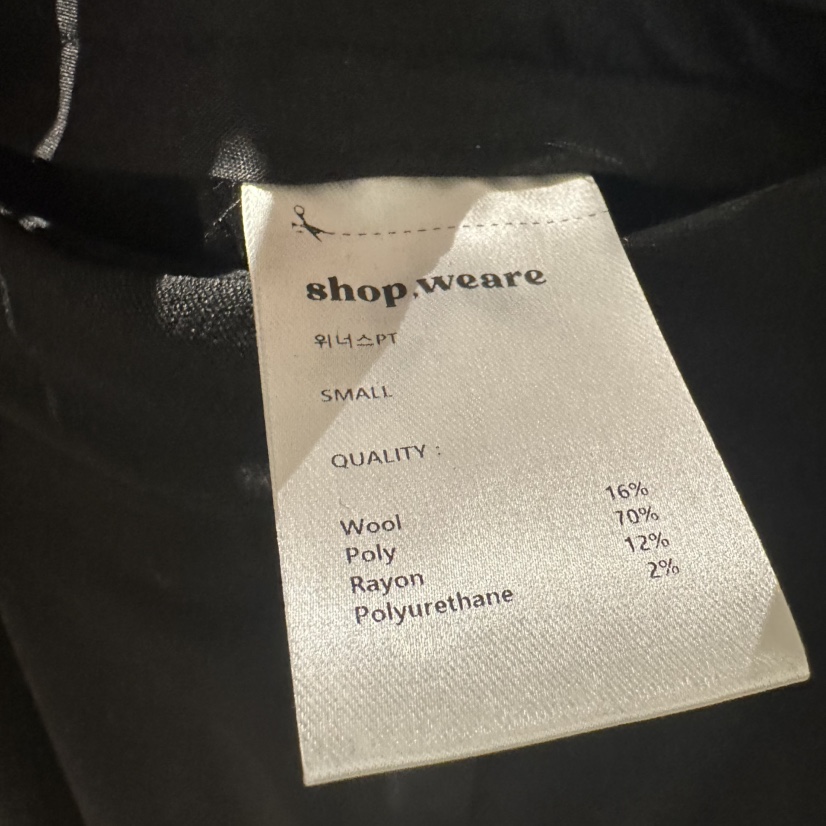 shop,weare
위너스PT
SMALL
QUALITY :
Wool 16%
Poly 70%
Rayon 12%
Polyurethane 2%